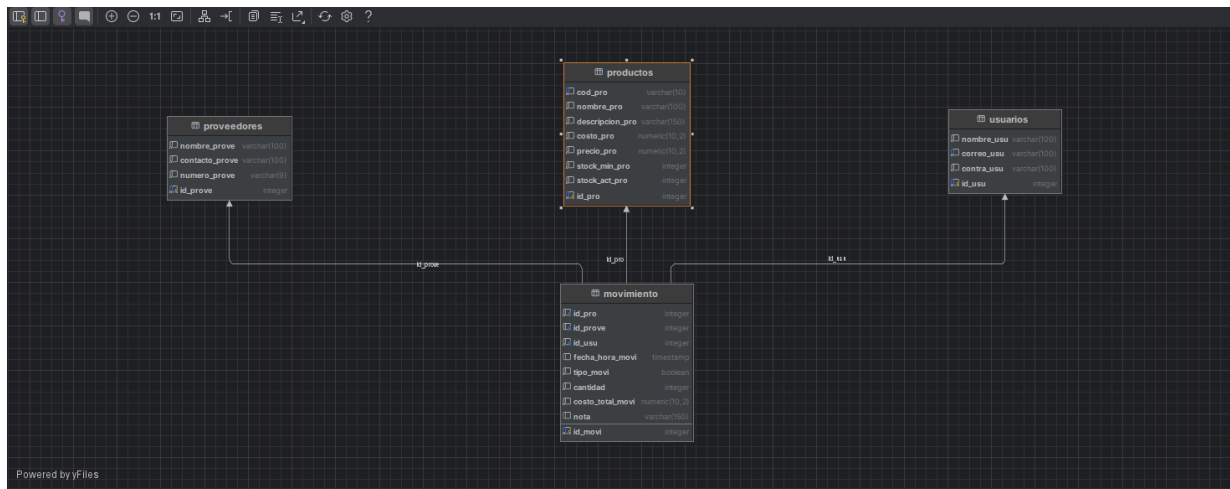 1:1
?
productos
cod_pro varchar(10)
nombre_pro varchar(100)
descripcion_pro varchar(150)
costo_pro numeric(10,2)
precio_pro numeric(10,2)
stock_min_pro integer
stock_act_pro integer
id_pro integer
proveedores
nombre_prove varchar(100)
contacto_prove varchar(100)
numero_prove varchar(9)
id_prove integer
usuarios
nombre_usu varchar(100)
correo_usu varchar(100)
contra_usu varchar(100)
id_usu integer
id_prove
id_pro
id_usu
movimiento
id_pro integer
id_prove integer
id_usu integer
fecha_hora_movi timestamp
tipo_movi boolean
cantidad integer
costo_total_movi numeric(10,2)
nota varchar(150)
id_movi integer
Powered by yFiles